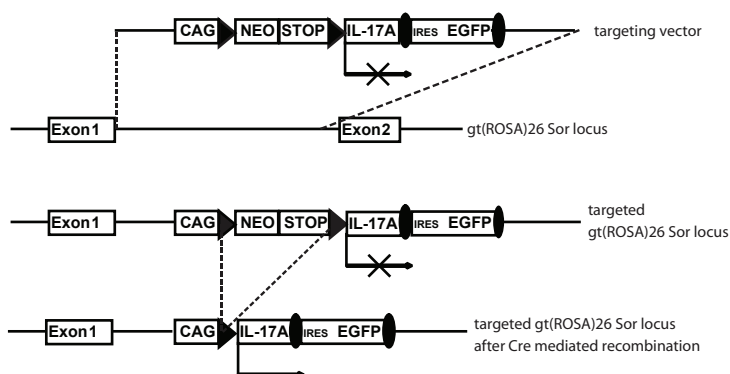 CAG NEO STOP IL-17A IRES EGFP targeting vector
Exon1 Exon2 gt(ROSA)26 Sor locus
Exon1 CAG NEO STOP IL-17A IRES EGFP targeted
gt(ROSA)26 Sor locus
Exon1 CAG IL-17A IRES EGFP targeted gt(ROSA)26 Sor locus
after Cre mediated recombination